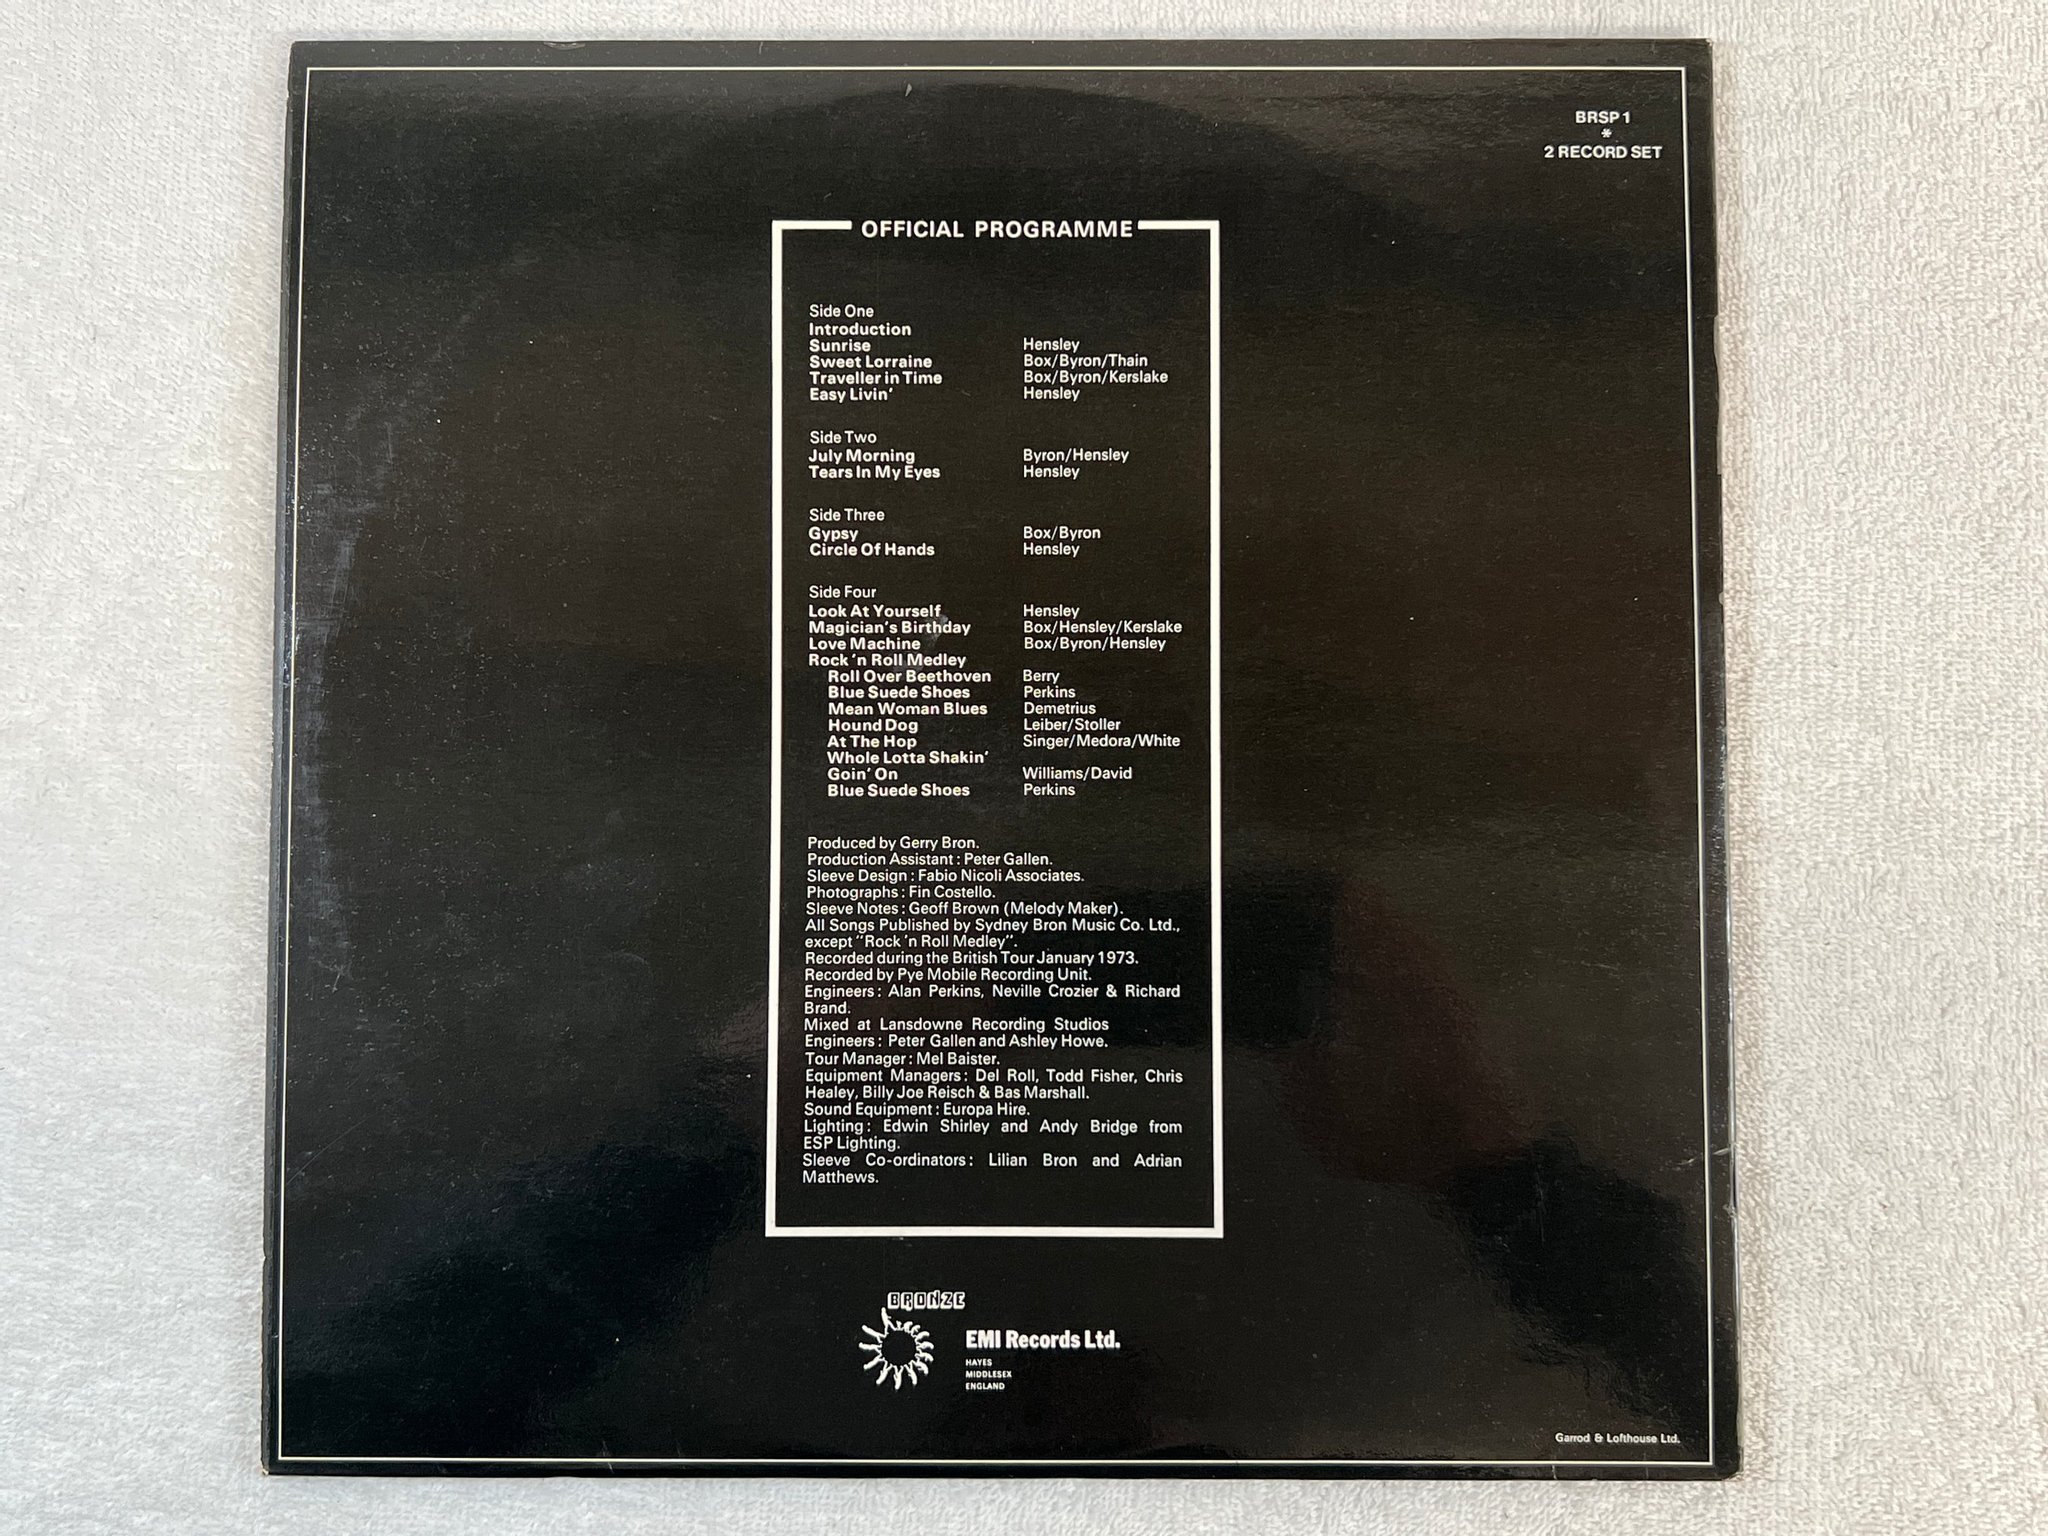 BRSP 1
*
2 RECORD SET
OFFICIAL PROGRAMME
Side One
Introduction
Sunrise Hensley
Sweet Lorraine Box/Byron/Thain
Traveller in Time Box/Byron/Kerslake
Easy Livin' Hensley
Side Two
July Morning Byron/Hensley
Tears In My Eyes Hensley
Side Three
Gypsy Box/Byron
Circle Of Hands Hensley
Side Four
Look At Yourself Hensley
Magician's Birthday Box/Hensley/Kerslake
Love Machine Box/Byron/Hensley
Rock 'n Roll Medley
Roll Over Beethoven Berry
Blue Suede Shoes Perkins
Mean Woman Blues Demetrius
Hound Dog Leiber/Stoller
At The Hop Singer/Medora/White
Whole Lotta Shakin'
Goin' On Williams/David
Blue Suede Shoes Perkins
Produced by Gerry Bron.
Production Assistant : Peter Gallen.
Sleeve Design : Fabio Nicoli Associates.
Photographs : Fin Costello.
Sleeve Notes : Geoff Brown (Melody Maker).
All Songs Published by Sydney Bron Music Co. Ltd.,
except "Rock 'n Roll Medley".
Recorded during the British Tour January 1973.
Recorded by Pye Mobile Recording Unit.
Engineers : Alan Perkins, Neville Crozier & Richard
Brand.
Mixed at Lansdowne Recording Studios
Engineers : Peter Gallen and Ashley Howe.
Tour Manager : Mel Baister.
Equipment Managers : Del Roll, Todd Fisher, Chris
Healey, Billy Joe Reisch & Bas Marshall.
Sound Equipment : Europa Hire.
Lighting : Edwin Shirley and Andy Bridge from
ESP Lighting.
Sleeve Co-ordinators : Lilian Bron and Adrian
Matthews.
BRONZE
EMI Records Ltd.
HAYES
MIDDLESEX
ENGLAND
Garrod & Lofthouse Ltd.